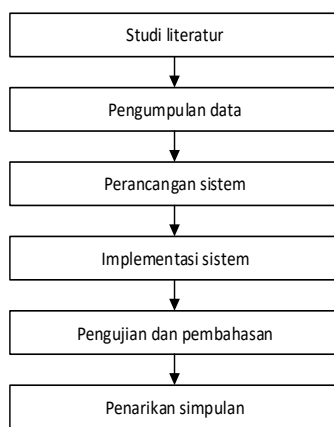 Studi literatur
Pengumpulan data
Perancangan sistem
Implementasi sistem
Pengujian dan pembahasan
Penarikan simpulan